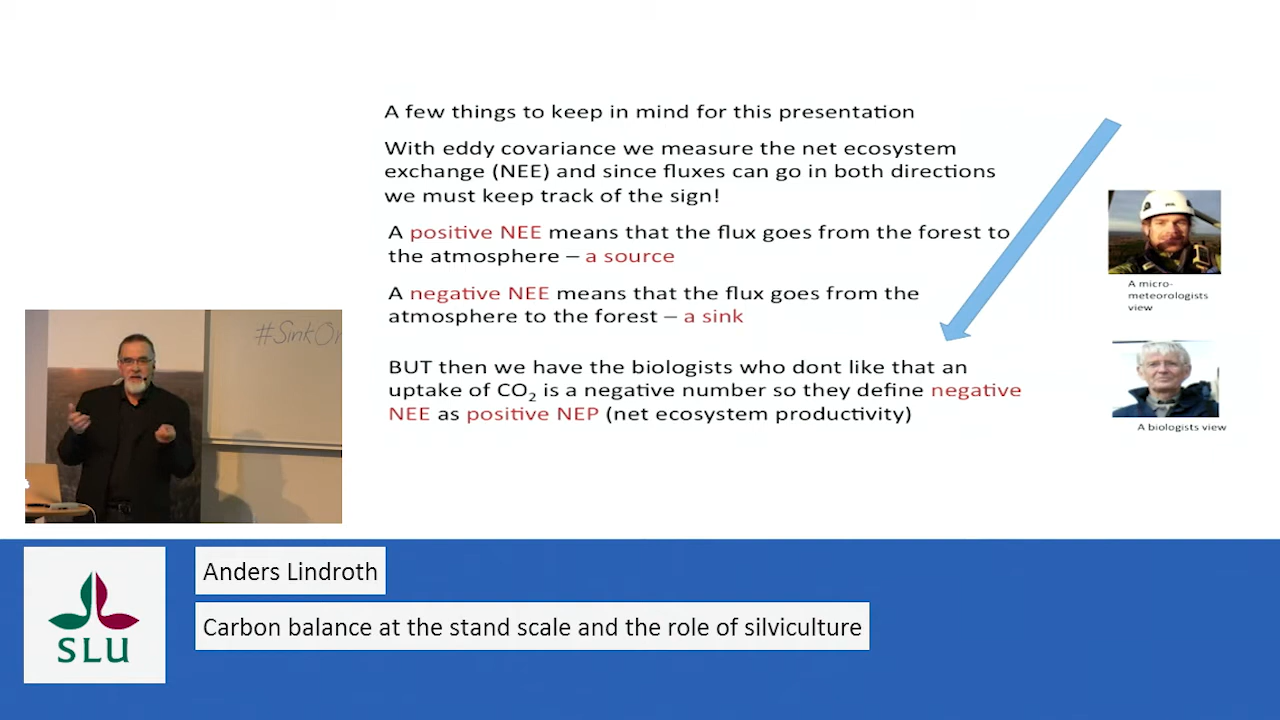 A few things to keep in mind for this presentation
With eddy covariance we measure the net ecosystem
exchange (NEE) and since fluxes can go in both directions
we must keep track of the sign!
A positive NEE means that the flux goes from the forest to
the atmosphere – a source
A negative NEE means that the flux goes from the
atmosphere to the forest – a sink
BUT then we have the biologists who dont like that an
uptake of CO₂ is a negative number so they define negative
NEE as positive NEP (net ecosystem productivity)
A micro-
meteorologists
view
A biologists view
#SinkOr
SLU
Anders Lindroth
Carbon balance at the stand scale and the role of silviculture